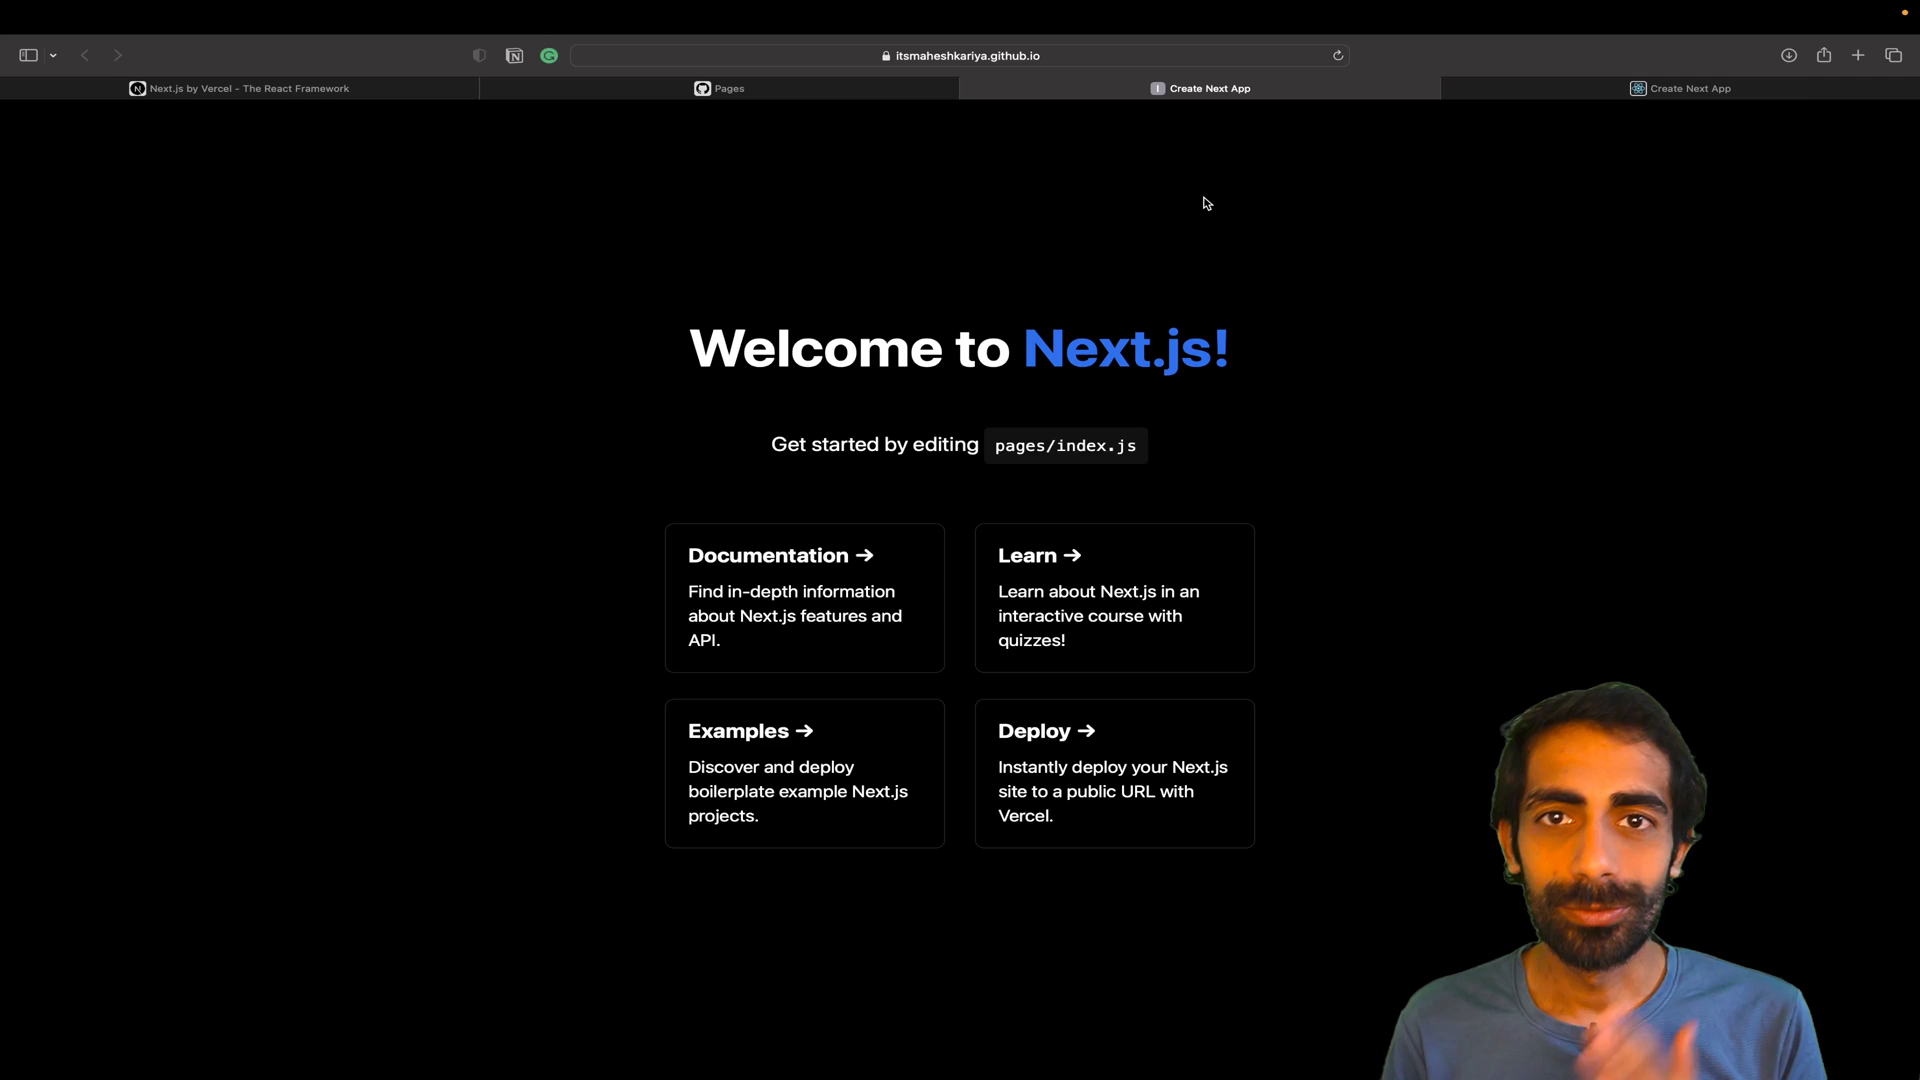 itsmaheshkariya.github.io
Next.js by Vercel - The React Framework
Pages
I Create Next App
Create Next App
Welcome to Next.js!
Get started by editing pages/index.js
Documentation →
Find in-depth information
about Next.js features and
API.
Learn →
Learn about Next.js in an
interactive course with
quizzes!
Examples →
Discover and deploy
boilerplate example Next.js
projects.
Deploy →
Instantly deploy your Next.js
site to a public URL with
Vercel.